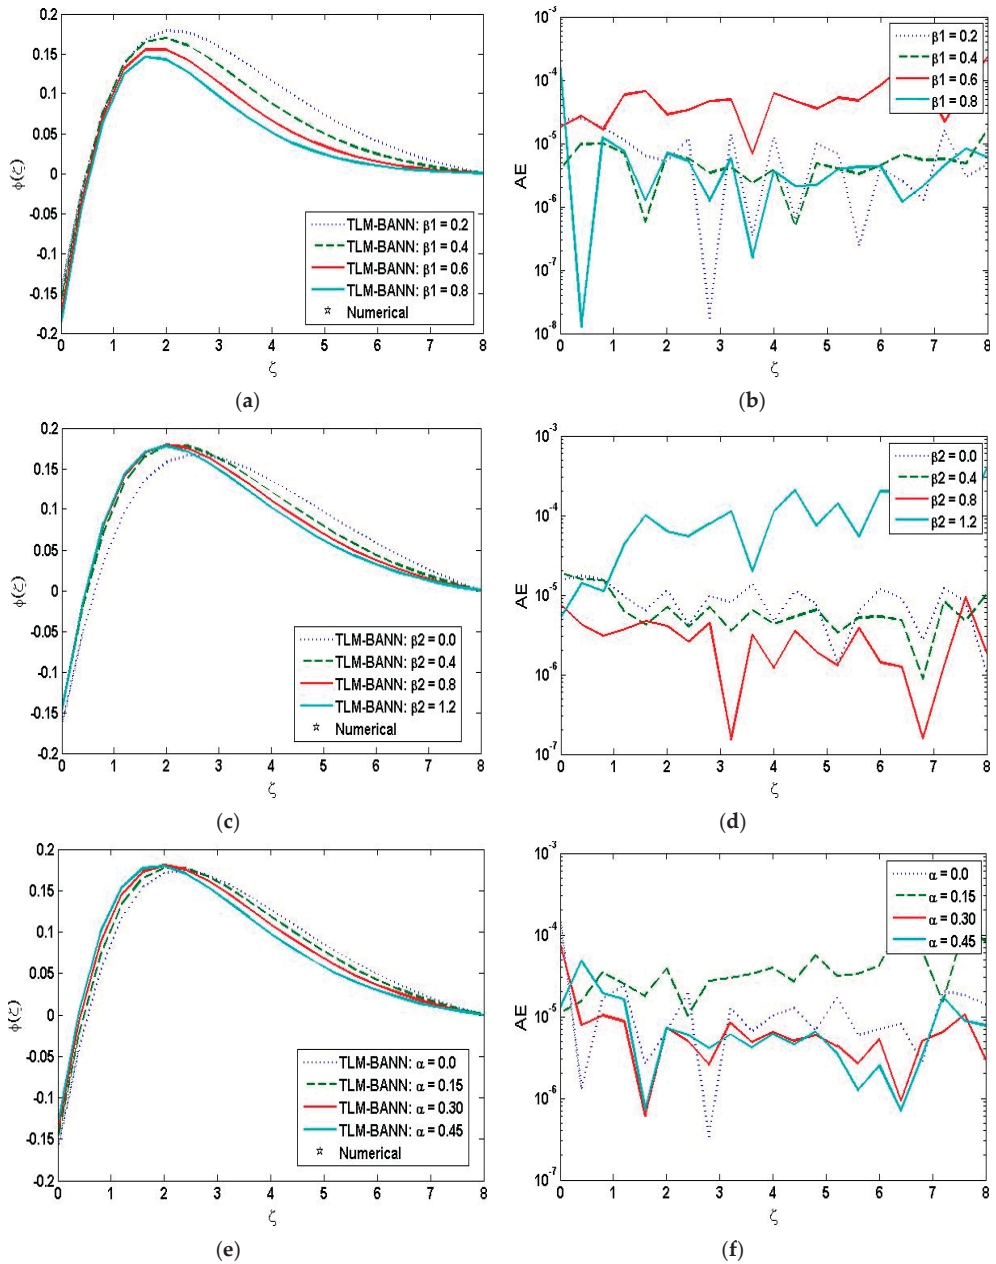 0.2
0.15
0.1
0.05
0
-0.05
-0.1
-0.15
-0.2
ϕ(ζ)
0 1 2 3 4 5 6 7 8
ζ
TLM-BANN: β1 = 0.2
TLM-BANN: β1 = 0.4
TLM-BANN: β1 = 0.6
TLM-BANN: β1 = 0.8
☆ Numerical
(a)
10⁻³
10⁻⁴
10⁻⁵
10⁻⁶
10⁻⁷
10⁻⁸
AE
0 1 2 3 4 5 6 7 8
ζ
β1 = 0.2
β1 = 0.4
β1 = 0.6
β1 = 0.8
(b)
0.2
0.15
0.1
0.05
0
-0.05
-0.1
-0.15
-0.2
ϕ(ζ)
0 1 2 3 4 5 6 7 8
ζ
TLM-BANN: β2 = 0.0
TLM-BANN: β2 = 0.4
TLM-BANN: β2 = 0.8
TLM-BANN: β2 = 1.2
☆ Numerical
(c)
10⁻³
10⁻⁴
10⁻⁵
10⁻⁶
10⁻⁷
AE
0 1 2 3 4 5 6 7 8
ζ
β2 = 0.0
β2 = 0.4
β2 = 0.8
β2 = 1.2
(d)
0.2
0.15
0.1
0.05
0
-0.05
-0.1
-0.15
-0.2
ϕ(ζ)
0 1 2 3 4 5 6 7 8
ζ
TLM-BANN: α = 0.0
TLM-BANN: α = 0.15
TLM-BANN: α = 0.30
TLM-BANN: α = 0.45
☆ Numerical
(e)
10⁻³
10⁻⁴
10⁻⁵
10⁻⁶
10⁻⁷
AE
0 1 2 3 4 5 6 7 8
ζ
α = 0.0
α = 0.15
α = 0.30
α = 0.45
(f)